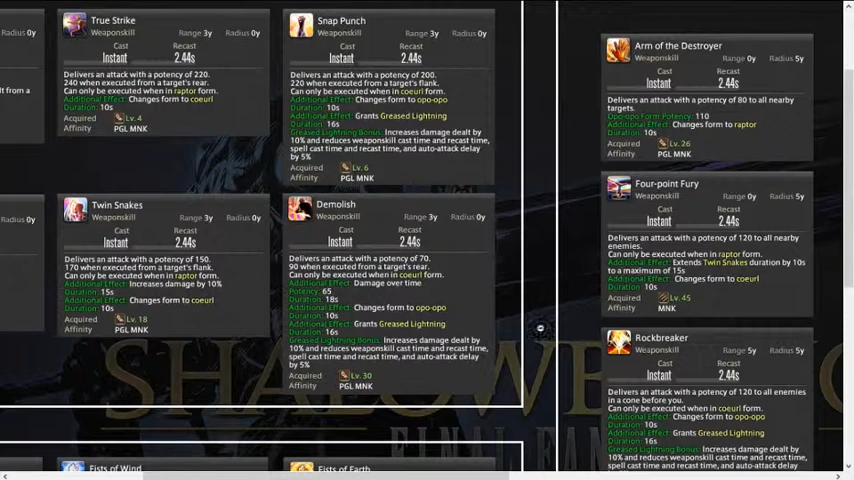 Radius 0y
alt from a
Radius 0y
True Strike
Weaponskill Range 3y Radius 0y
Cast Recast
Instant 2.44s
Delivers an attack with a potency of 220.
240 when executed from a target's rear.
Can only be executed when in raptor form.
Additional Effect: Changes form to coeurl
Duration: 10s
Acquired Lv. 4
Affinity PGL MNK
Snap Punch
Weaponskill Range 3y Radius 0y
Cast Recast
Instant 2.44s
Delivers an attack with a potency of 200.
220 when executed from a target's flank.
Can only be executed when in coeurl form.
Additional Effect: Changes form to opo-opo
Duration: 10s
Additional Effect: Grants Greased Lightning
Duration: 16s
Greased Lightning Bonus: Increases damage dealt by
10% and reduces weaponskill cast time and recast time,
spell cast time and recast time, and auto-attack delay
by 5%
Acquired Lv. 6
Affinity PGL MNK
Twin Snakes
Weaponskill Range 3y Radius 0y
Cast Recast
Instant 2.44s
Delivers an attack with a potency of 150.
170 when executed from a target's flank.
Can only be executed when in raptor form.
Additional Effect: Increases damage by 10%
Duration: 15s
Additional Effect: Changes form to coeurl
Duration: 10s
Acquired Lv. 18
Affinity PGL MNK
Demolish
Weaponskill Range 3y Radius 0y
Cast Recast
Instant 2.44s
Delivers an attack with a potency of 70.
90 when executed from a target's rear.
Can only be executed when in coeurl form.
Additional Effect: Damage over time
Potency: 65
Duration: 18s
Additional Effect: Changes form to opo-opo
Duration: 10s
Additional Effect: Grants Greased Lightning
Duration: 16s
Greased Lightning Bonus: Increases damage dealt by
10% and reduces weaponskill cast time and recast time,
spell cast time and recast time, and auto-attack delay
by 5%
Acquired Lv. 30
Affinity PGL MNK
Arm of the Destroyer
Weaponskill Range 0y Radius 5y
Cast Recast
Instant 2.44s
Delivers an attack with a potency of 80 to all nearby
targets.
Opo-opo Form Potency: 110
Additional Effect: Changes form to raptor
Duration: 10s
Acquired Lv. 26
Affinity PGL MNK
Four-point Fury
Weaponskill Range 0y Radius 5y
Cast Recast
Instant 2.44s
Delivers an attack with a potency of 120 to all nearby
enemies.
Can only be executed when in raptor form.
Additional Effect: Extends Twin Snakes duration by 10s
to a maximum of 15s
Additional Effect: Changes form to coeurl
Duration: 10s
Acquired Lv. 45
Affinity MNK
Rockbreaker
Weaponskill Range 5y Radius 5y
Cast Recast
Instant 2.44s
Delivers an attack with a potency of 120 to all enemies
in a cone before you.
Can only be executed when in coeurl form.
Additional Effect: Changes form to opo-opo
Duration: 10s
Additional Effect: Grants Greased Lightning
Duration: 16s
Greased Lightning Bonus: Increases damage dealt by
10% and reduces weaponskill cast time and recast time,
spell cast time and recast time, and auto-attack delay
Fists of Wind
Fists of Earth
SHADOWB
FINAL FAN